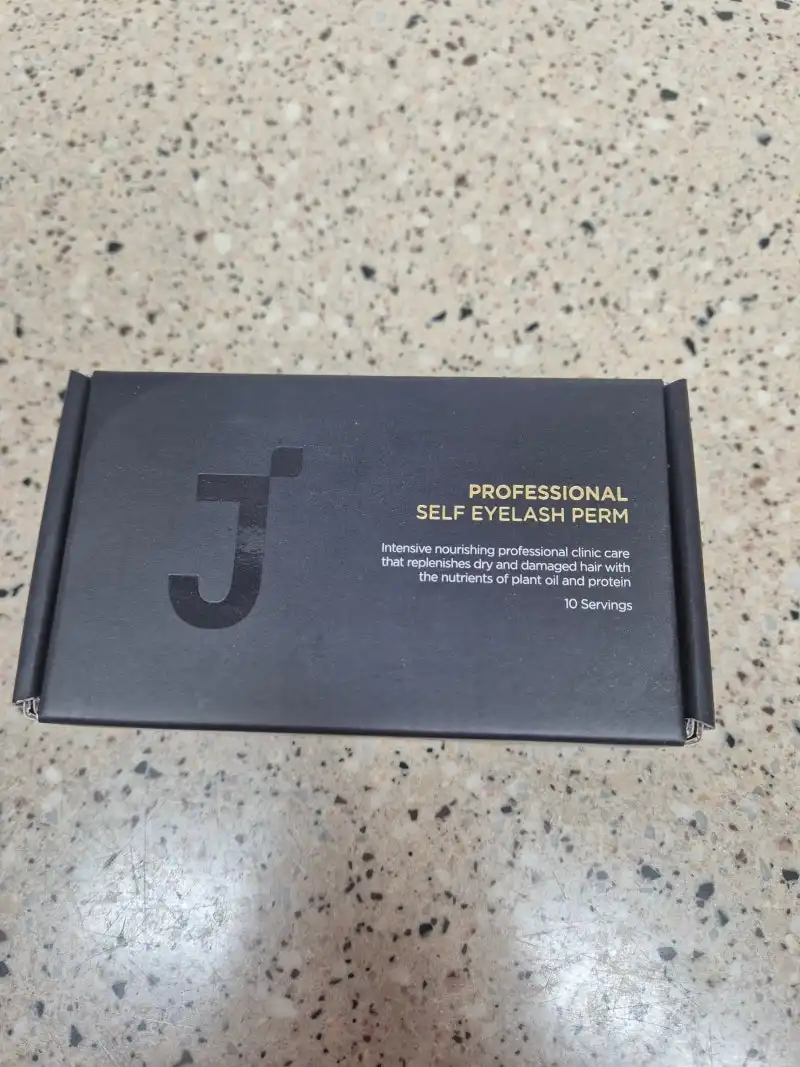 J
PROFESSIONAL
SELF EYELASH PERM
Intensive nourishing professional clinic care
that replenishes dry and damaged hair with
the nutrients of plant oil and protein
10 Servings